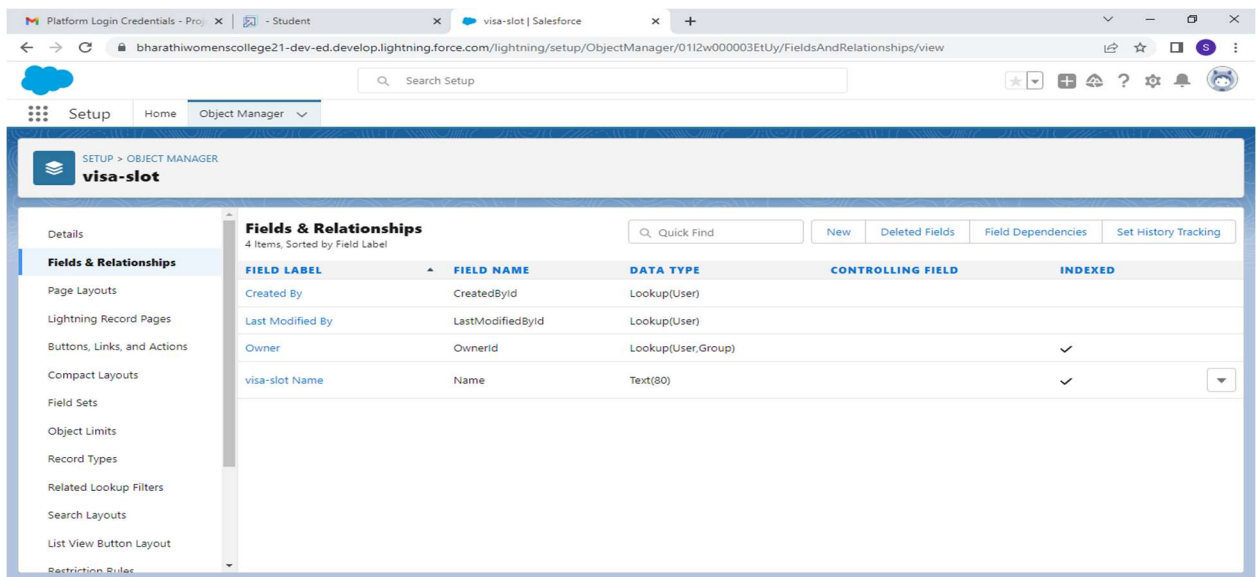 Platform Login Credentials - Proj
- Student
visa-slot | Salesforce
bharathiwomenscollege21-dev-ed.develop.lightning.force.com/lightning/setup/ObjectManager/01I2w000003EtUy/FieldsAndRelationships/view
S
Search Setup
Setup Home Object Manager
SETUP > OBJECT MANAGER
visa-slot
Details
Fields & Relationships
Page Layouts
Lightning Record Pages
Buttons, Links, and Actions
Compact Layouts
Field Sets
Object Limits
Record Types
Related Lookup Filters
Search Layouts
List View Button Layout
Restriction Rules
Fields & Relationships
4 Items, Sorted by Field Label
Quick Find New Deleted Fields Field Dependencies Set History Tracking
FIELD LABEL FIELD NAME DATA TYPE CONTROLLING FIELD INDEXED
Created By CreatedById Lookup(User)
Last Modified By LastModifiedById Lookup(User)
Owner OwnerId Lookup(User,Group)
visa-slot Name Name Text(80)